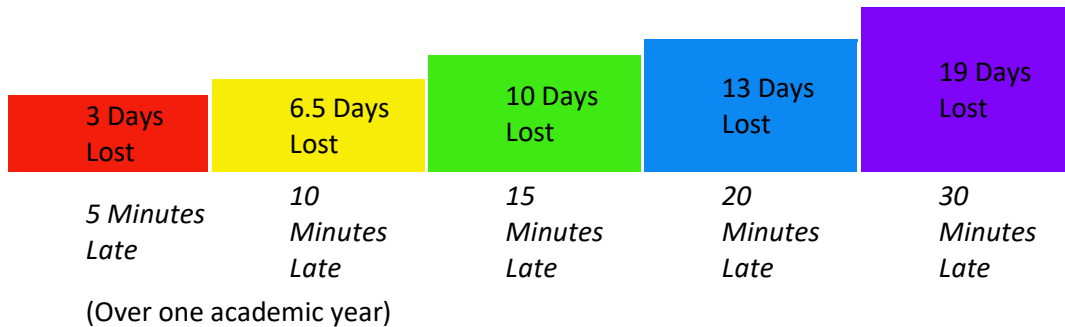 3 Days
Lost
6.5 Days
Lost
10 Days
Lost
13 Days
Lost
19 Days
Lost
5 Minutes
Late
10
Minutes
Late
15
Minutes
Late
20
Minutes
Late
30
Minutes
Late
(Over one academic year)